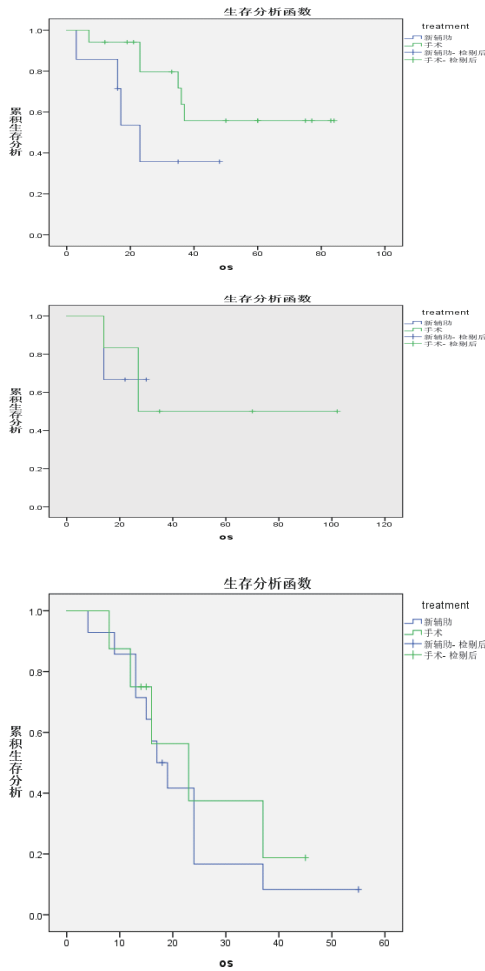 生存分析函数
treatment
新辅助
手术
新辅助- 检剔后
手术- 检剔后
累积生存分析
1.0
0.8
0.6
0.4
0.2
0.0
0 20 40 60 80 100
os
生存分析函数
treatment
新辅助
手术
新辅助- 检剔后
手术- 检剔后
累积生存分析
1.0
0.8
0.6
0.4
0.2
0.0
0 20 40 60 80 100 120
os
生存分析函数
treatment
新辅助
手术
新辅助- 检剔后
手术- 检剔后
累积生存分析
1.0
0.8
0.6
0.4
0.2
0.0
0 10 20 30 40 50 60
os